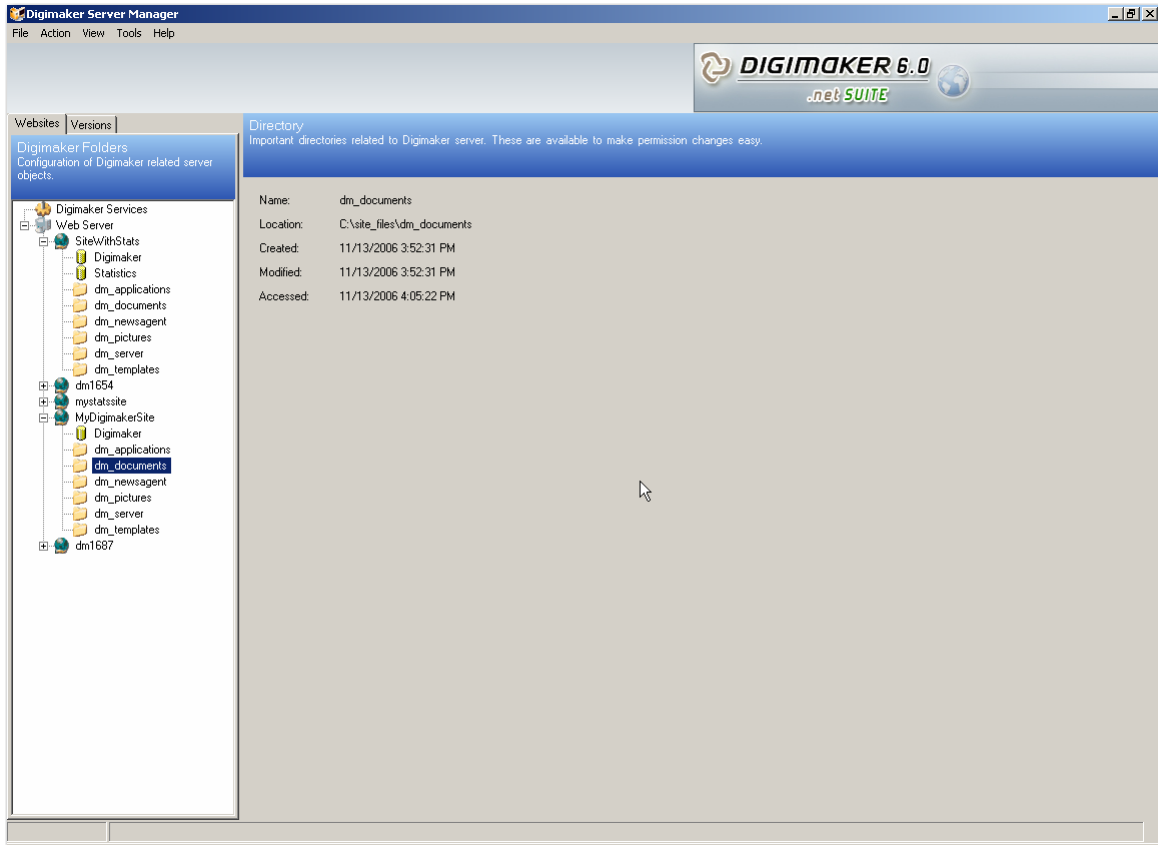 Digimaker Server Manager
File Action View Tools Help
DIGIMAKER 6.0
.net SUITE
Websites Versions
Digimaker Folders
Configuration of Digimaker related server
objects.
Directory
Important directories related to Digimaker server. These are available to make permission changes easy.
Digimaker Services
Web Server
SiteWithStats
Digimaker
Statistics
dm_applications
dm_documents
dm_newsagent
dm_pictures
dm_server
dm_templates
dm1654
mystatssite
MyDigimakerSite
Digimaker
dm_applications
dm_documents
dm_newsagent
dm_pictures
dm_server
dm_templates
dm1687
Name: dm_documents
Location: C:\site_files\dm_documents
Created: 11/13/2006 3:52:31 PM
Modified: 11/13/2006 3:52:31 PM
Accessed: 11/13/2006 4:05:22 PM